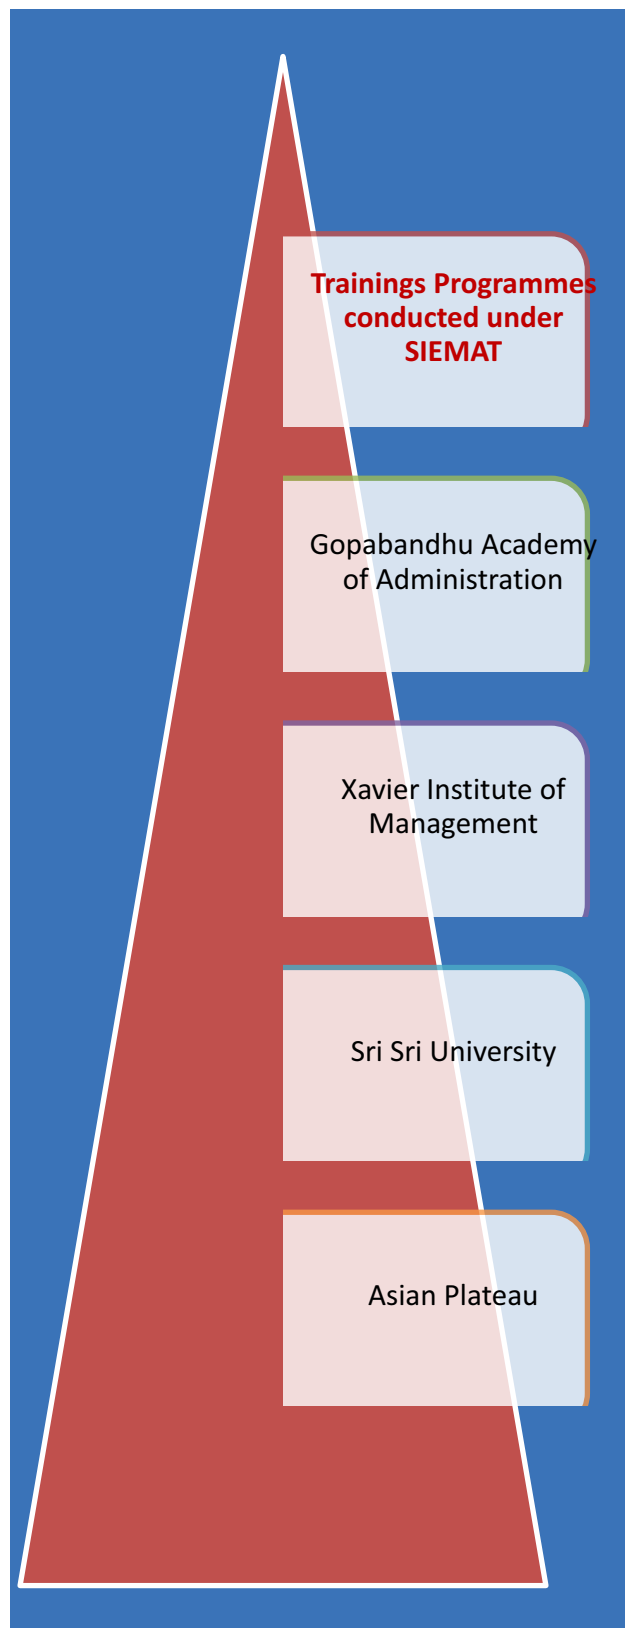 Trainings Programmes
conducted under
SIEMAT
Gopabandhu Academy
of Administration
Xavier Institute of
Management
Sri Sri University
Asian Plateau